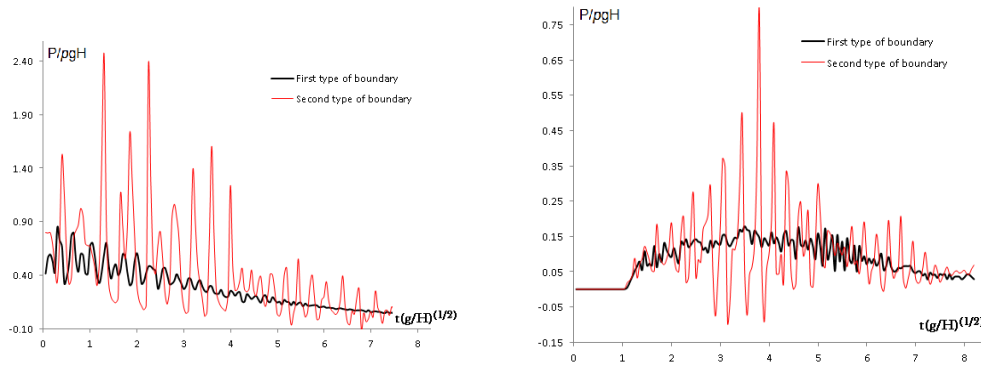 P/pgH
2.40
1.90
1.40
0.90
0.40
-0.10
0 1 2 3 4 5 6 7 8
First type of boundary
Second type of boundary
t(g/H)^(1/2)
P/pgH
0.75
0.65
0.55
0.45
0.35
0.25
0.15
0.05
-0.05
-0.15
0 1 2 3 4 5 6 7 8
First type of boundary
Second type of boundary
t(g/H)^(1/2)